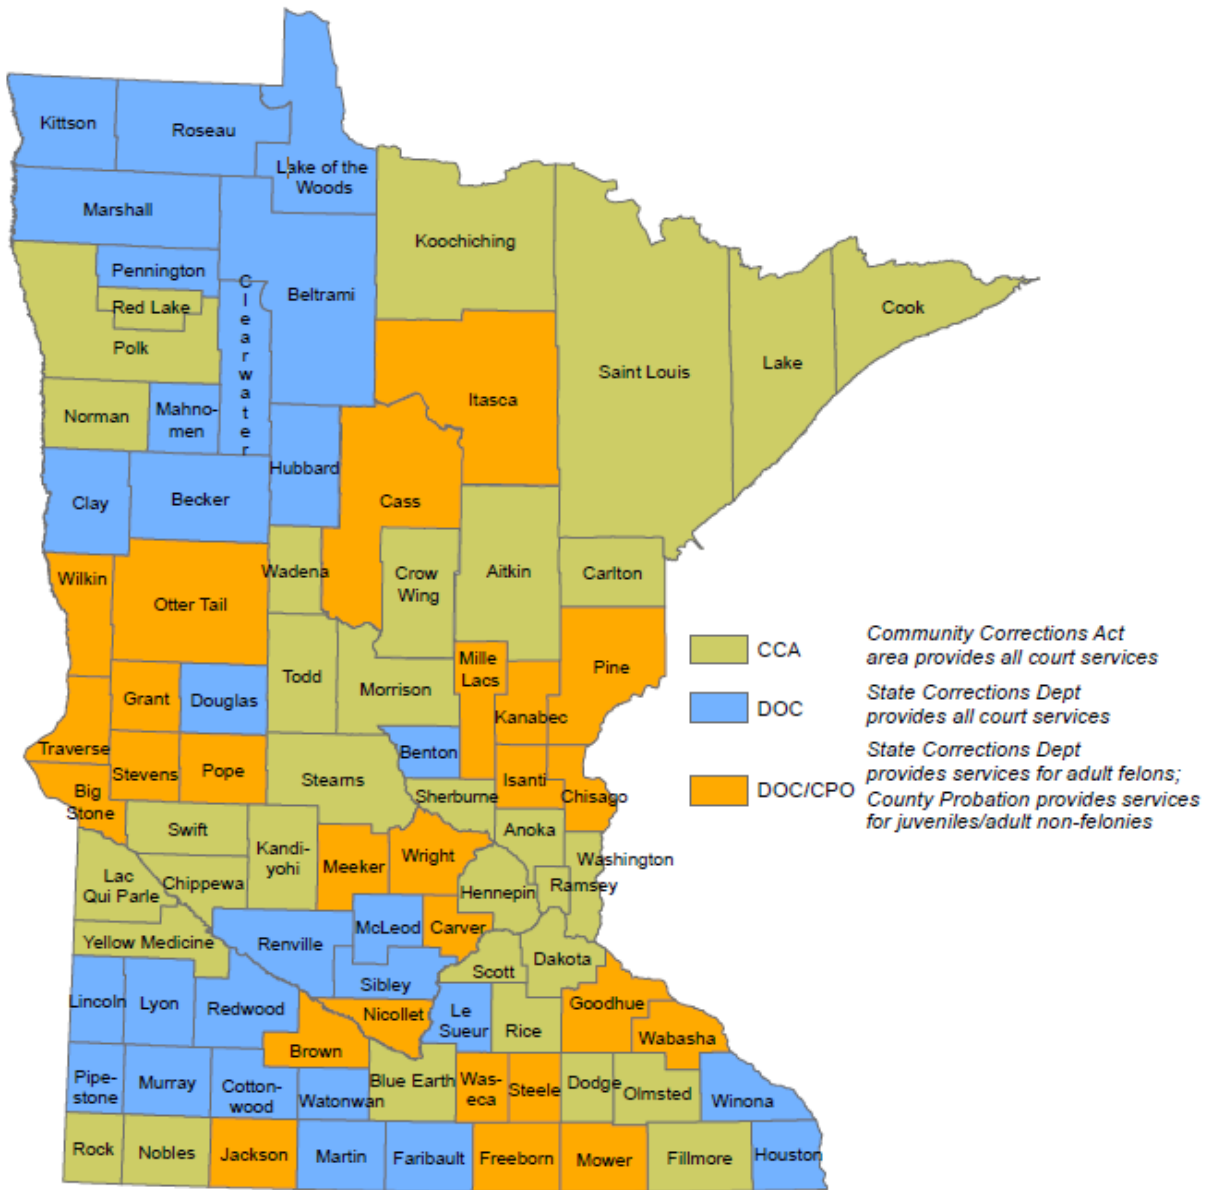 Kittson
Roseau
Lake of the
Woods
Marshall
Koochiching
Pennington
Clearwater
Beltrami
Red Lake
Cook
Polk
Saint Louis
Lake
Itasca
Norman
Mahno-
men
Hubbard
Clay
Becker
Cass
Wadena
Crow
Wing
Aitkin
Carlton
Wilkin
Otter Tail
Mille
Lacs
Pine
Todd
Morrison
Grant
Douglas
Kanabec
Traverse
Stevens
Pope
Benton
Stearns
Isanti
Big
Stone
Sherburne
Chisago
Swift
Anoka
Kandi-
yohi
Meeker
Wright
Washington
Lac
Qui Parle
Chippewa
Hennepin
Ramsey
Yellow Medicine
Renville
McLeod
Carver
Scott
Dakota
Sibley
Lincoln
Lyon
Redwood
Nicollet
Le
Sueur
Rice
Goodhue
Wabasha
Brown
Pipe-
stone
Murray
Cotton-
wood
Watonwan
Blue Earth
Was-
eca
Steele
Dodge
Olmsted
Winona
Rock
Nobles
Jackson
Martin
Faribault
Freeborn
Mower
Fillmore
Houston
CCA
Community Corrections Act
area provides all court services
DOC
State Corrections Dept
provides all court services
DOC/CPO
State Corrections Dept
provides services for adult felons;
County Probation provides services
for juveniles/adult non-felonies